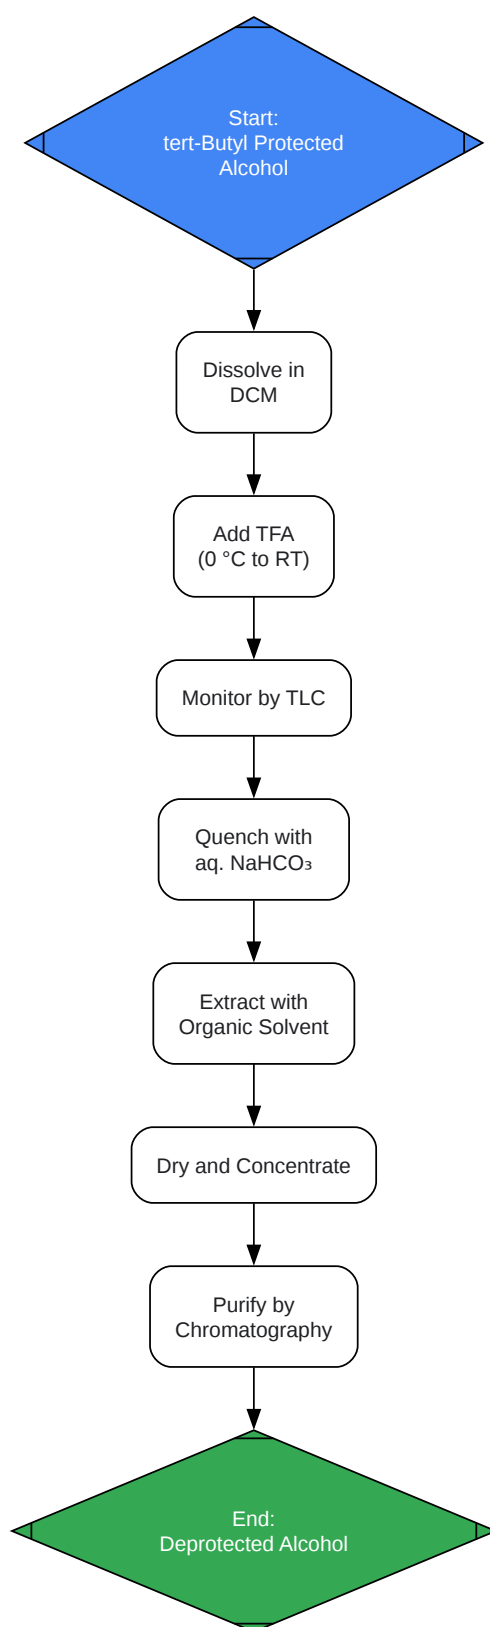 Start:
tert-Butyl Protected
Alcohol
Dissolve in
DCM
Add TFA
(0 °C to RT)
Monitor by TLC
Quench with
aq. NaHCO₃
Extract with
Organic Solvent
Dry and Concentrate
Purify by
Chromatography
End:
Deprotected Alcohol